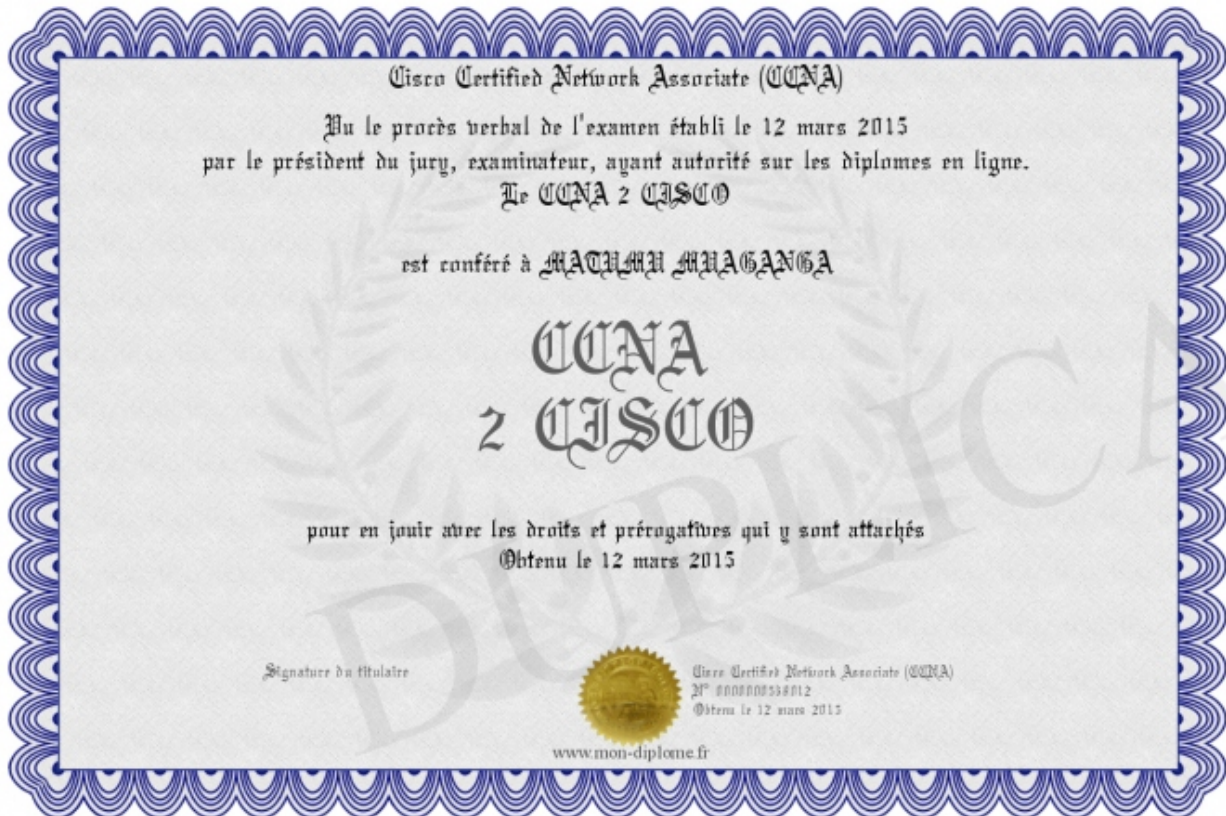 Cisco Certified Network Associate (CCNA)
Vu le procès verbal de l'examen établi le 12 mars 2015
par le président du jury, examinateur, ayant autorité sur les diplomes en ligne.
Le CCNA 2 CISCO
est conféré à MATUMU MUAGANGA
CCNA
2 CISCO
pour en jouir avec les droits et prérogatives qui y sont attachés
Obtenu le 12 mars 2015
DUPLICA
Signature du titulaire
Cisco Certified Network Associate (CCNA)
N° 0000000538012
Obtenu le 12 mars 2015
www.mon-diplome.fr